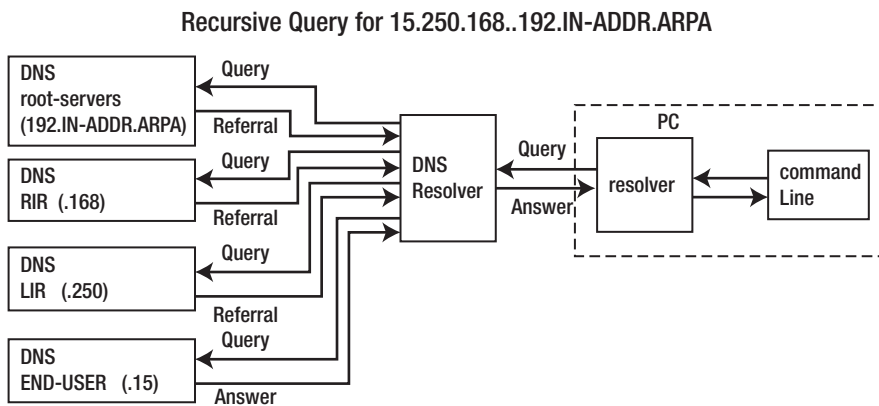 Recursive Query for 15.250.168..192.IN-ADDR.ARPA
DNS
root-servers
(192.IN-ADDR.ARPA)
Query
Referral
DNS
RIR (.168)
Query
Referral
DNS
LIR (.250)
Query
Referral
DNS
END-USER (.15)
Query
Answer
DNS
Resolver
Query
Answer
PC
resolver
command
Line